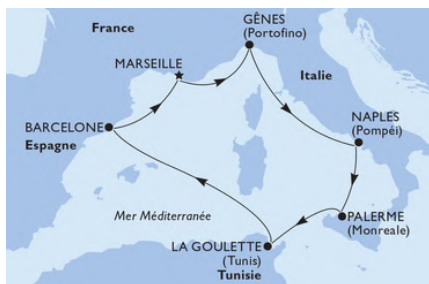 GÊNES
(Portofino)
France
MARSEILLE
Italie
NAPLES
(Pompéi)
BARCELONE
Espagne
Mer Méditerranée
PALERME
(Monreale)
LA GOULETTE
(Tunis)
Tunisie